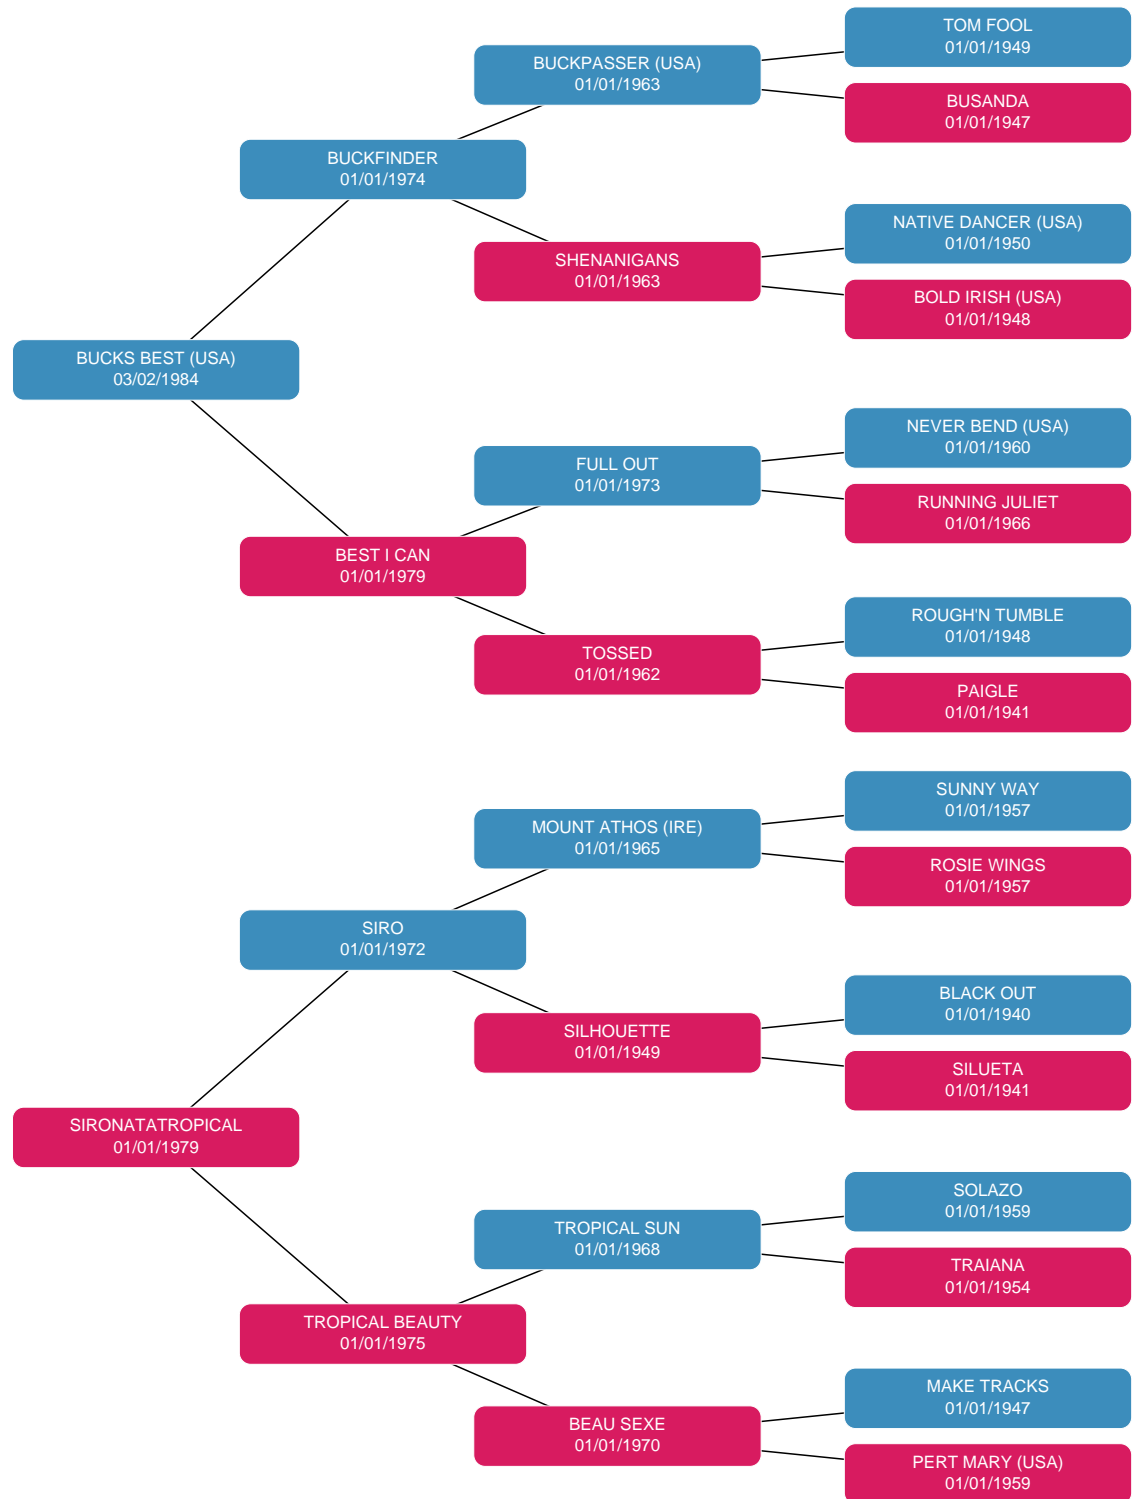 TOM FOOL
01/01/1949
BUCKPASSER (USA)
01/01/1963
BUSANDA
01/01/1947
BUCKFINDER
01/01/1974
NATIVE DANCER (USA)
01/01/1950
SHENANIGANS
01/01/1963
BOLD IRISH (USA)
01/01/1948
BUCKS BEST (USA)
03/02/1984
NEVER BEND (USA)
01/01/1960
FULL OUT
01/01/1973
RUNNING JULIET
01/01/1966
BEST I CAN
01/01/1979
ROUGH'N TUMBLE
01/01/1948
TOSSED
01/01/1962
PAIGLE
01/01/1941
SUNNY WAY
01/01/1957
MOUNT ATHOS (IRE)
01/01/1965
ROSIE WINGS
01/01/1957
SIRO
01/01/1972
BLACK OUT
01/01/1940
SILHOUETTE
01/01/1949
SILUETA
01/01/1941
SIRONATATROPICAL
01/01/1979
SOLAZO
01/01/1959
TROPICAL SUN
01/01/1968
TRAIANA
01/01/1954
TROPICAL BEAUTY
01/01/1975
MAKE TRACKS
01/01/1947
BEAU SEXE
01/01/1970
PERT MARY (USA)
01/01/1959